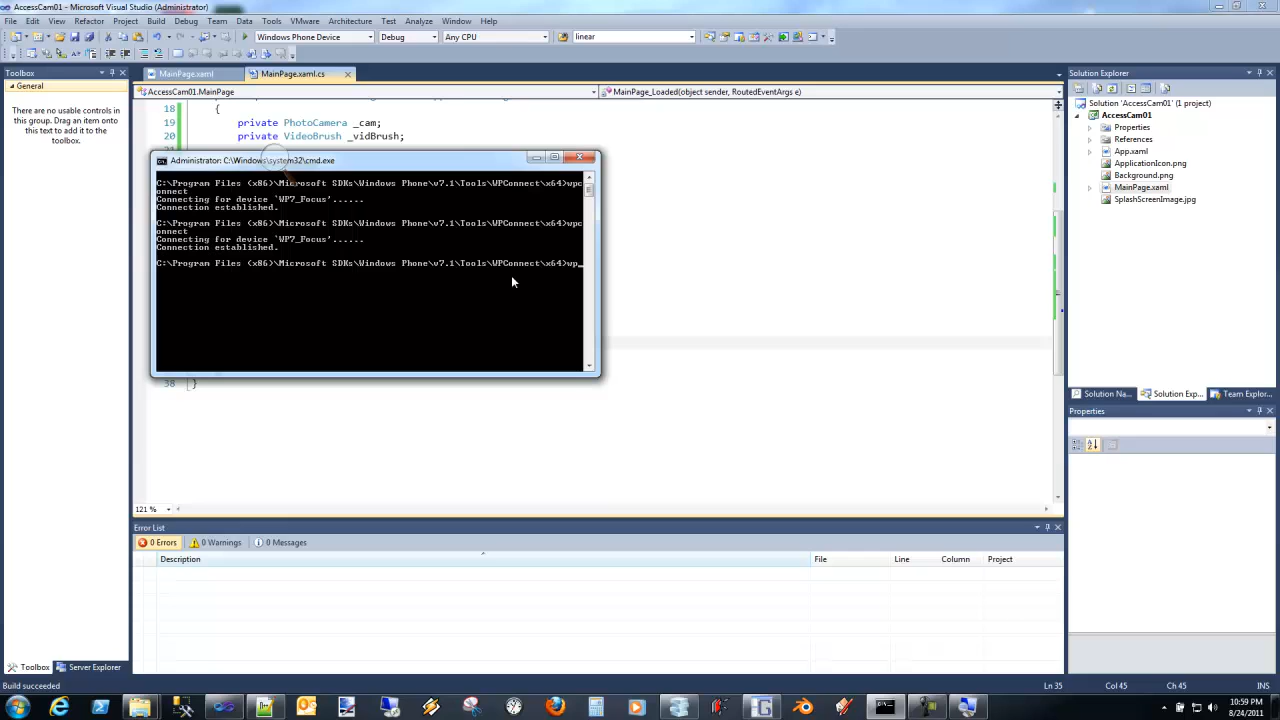 AccessCam01 - Microsoft Visual Studio (Administrator)
File Edit View Refactor Project Build Debug Team Data Tools VMware Architecture Test Analyze Window Help
Windows Phone Device Debug Any CPU linear
Toolbox
General
There are no usable controls in
this group. Drag an item onto
this text to add it to the
toolbox.
MainPage.xaml MainPage.xaml.cs
AccessCam01.MainPage MainPage_Loaded(object sender, RoutedEventArgs e)
18 {
19 private PhotoCamera _cam;
20 private VideoBrush _vidBrush;
Administrator: C:\Windows\system32\cmd.exe
C:\Program Files (x86)\Microsoft SDKs\Windows Phone\v7.1\Tools\WPConnect\x64>wpc
onnect
Connecting for device 'WP7_Focus'......
Connection established.
C:\Program Files (x86)\Microsoft SDKs\Windows Phone\v7.1\Tools\WPConnect\x64>wpc
onnect
Connecting for device 'WP7_Focus'......
Connection established.
C:\Program Files (x86)\Microsoft SDKs\Windows Phone\v7.1\Tools\WPConnect\x64>wp_
38 }
121 %
Solution Explorer
Solution 'AccessCam01' (1 project)
AccessCam01
Properties
References
App.xaml
ApplicationIcon.png
Background.png
MainPage.xaml
SplashScreenImage.jpg
Solution Na... Solution Exp... Team Explor...
Properties
Error List
0 Errors 0 Warnings 0 Messages
Description File Line Column Project
Toolbox Server Explorer
Build succeeded Ln 35 Col 45 Ch 45 INS
10:59 PM
8/24/2011